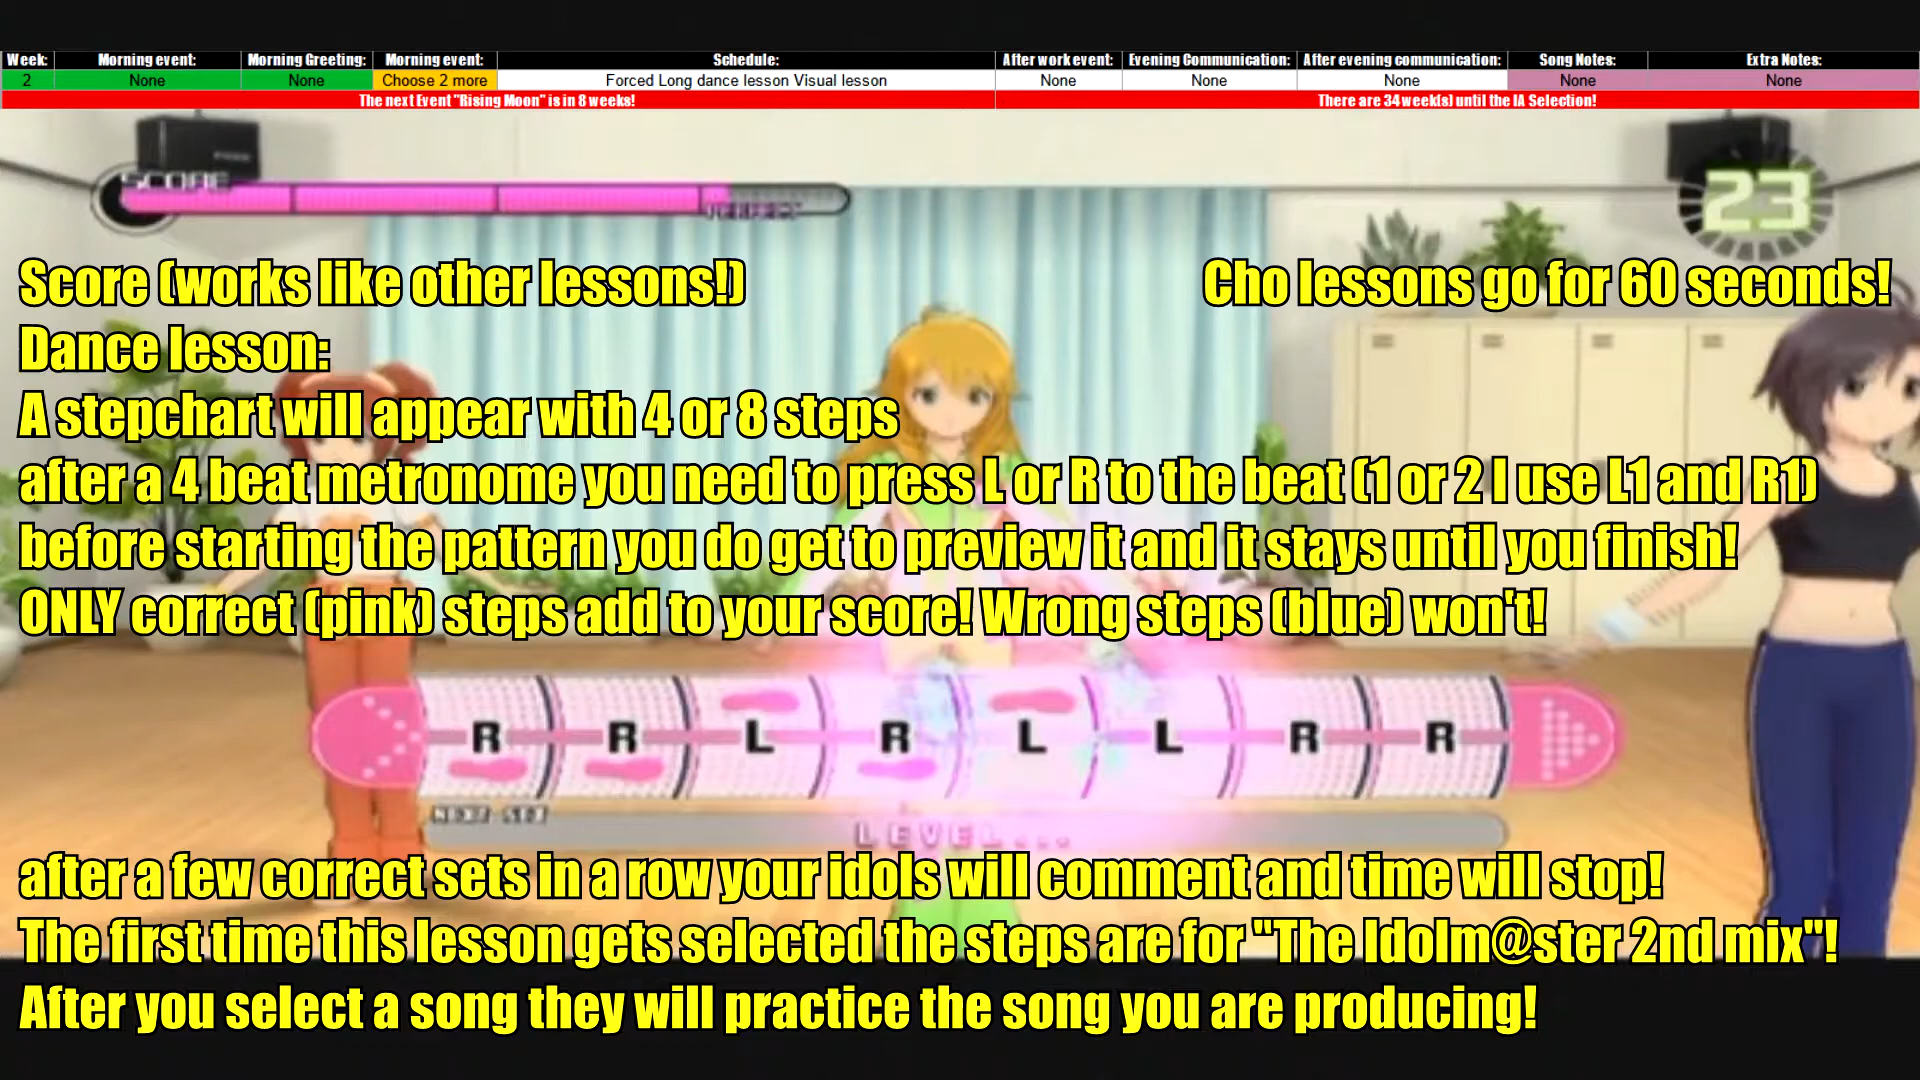 Week: Morning event: Morning Greeting: Morning event: Schedule: After work event: Evening Communication: After evening communication: Song Notes: Extra Notes:
2 None None Choose 2 more Forced Long dance lesson Visual lesson None None None None None
The next Event "Rising Moon" is in 8 weeks! There are 34 week(s) until the IA Selection!
SCORE
PERFECT
23
Score (works like other lessons!) Cho lessons go for 60 seconds!
Dance lesson:
A stepchart will appear with 4 or 8 steps
after a 4 beat metronome you need to press L or R to the beat (1 or 2 I use L1 and R1)
before starting the pattern you do get to preview it and it stays until you finish!
ONLY correct (pink) steps add to your score! Wrong steps (blue) won't!
R R L R L L R R
NEXT SET
LEVEL...
after a few correct sets in a row your idols will comment and time will stop!
The first time this lesson gets selected the steps are for "The Idolm@ster 2nd mix"!
After you select a song they will practice the song you are producing!